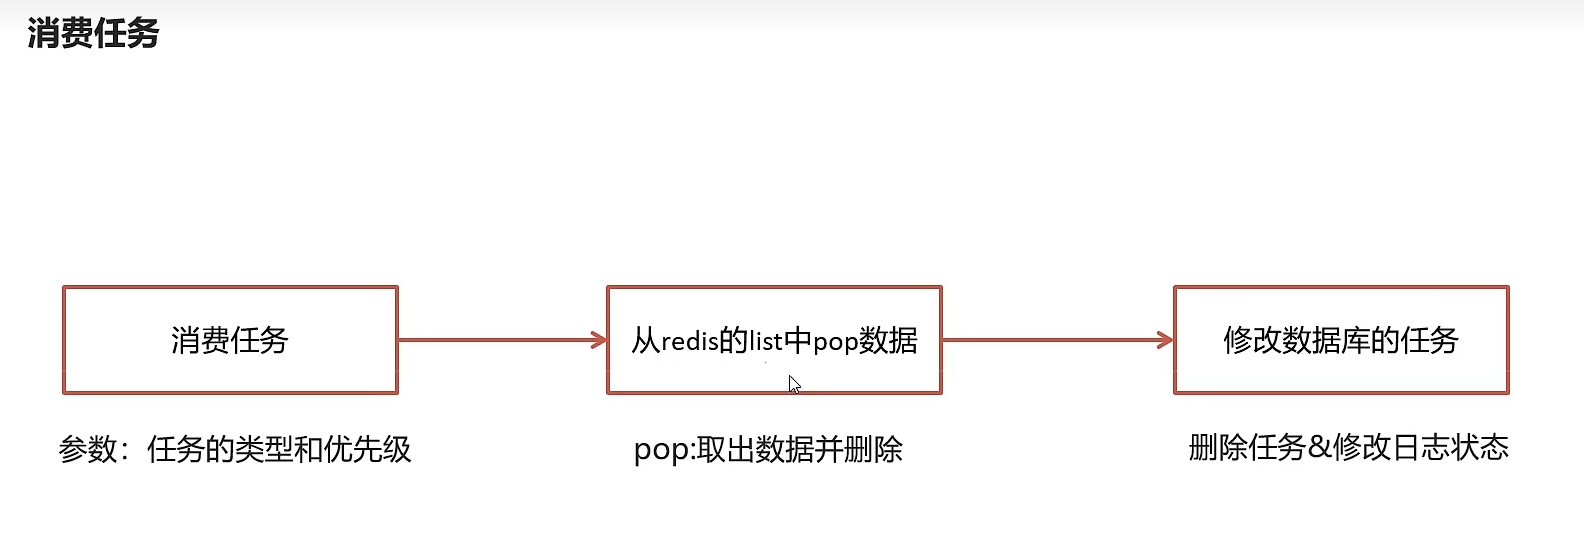 消费任务
消费任务
从redis的list中pop数据
修改数据库的任务
参数：任务的类型和优先级
pop:取出数据并删除
删除任务&修改日志状态